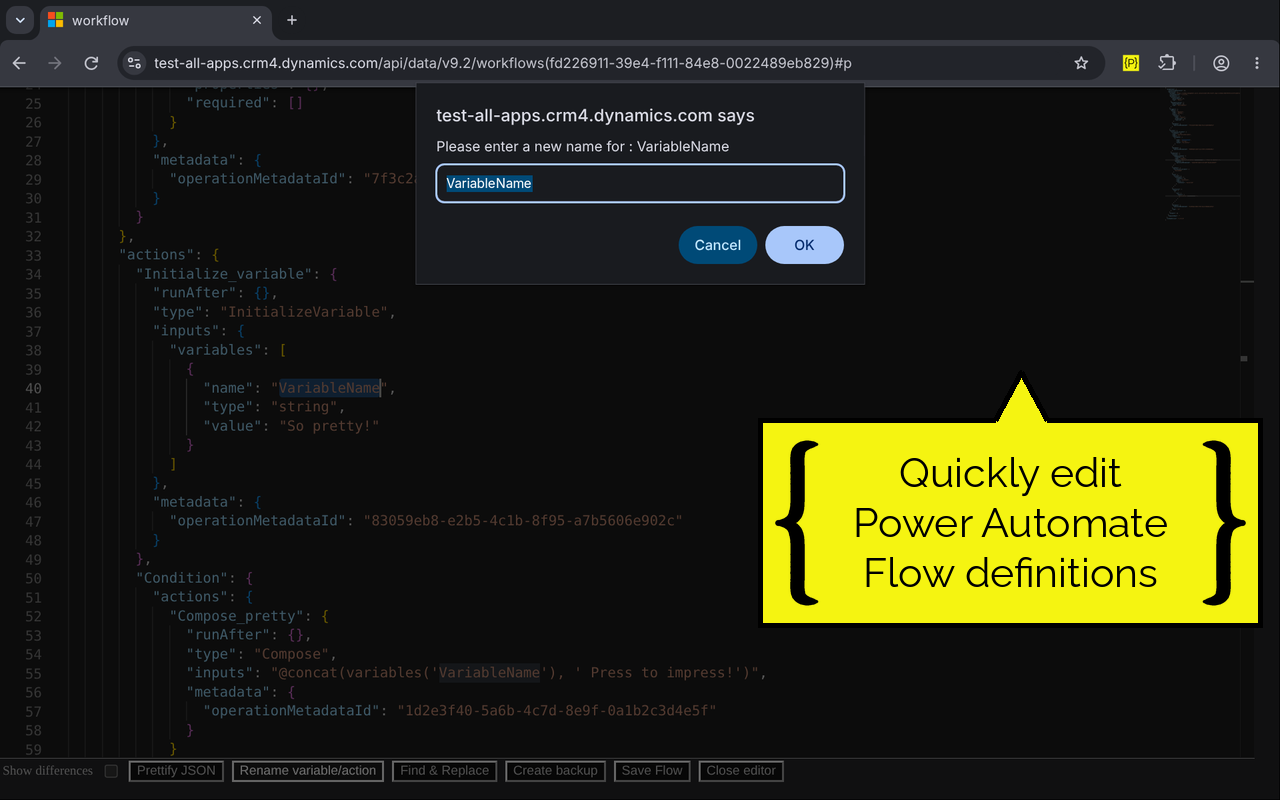 workflow
test-all-apps.crm4.dynamics.com/api/data/v9.2/workflows(fd226911-39e4-f111-84e8-0022489eb829)#p
{P}
test-all-apps.crm4.dynamics.com says
Please enter a new name for : VariableName
VariableName
Cancel OK
25 "required": []
26 }
27 },
28 "metadata": {
29 "operationMetadataId": "7f3c2
30 }
31 }
32 },
33 "actions": {
34 "Initialize_variable": {
35 "runAfter": {},
36 "type": "InitializeVariable",
37 "inputs": {
38 "variables": [
39 {
40 "name": "VariableName",
41 "type": "string",
42 "value": "So pretty!"
43 }
44 ]
45 },
46 "metadata": {
47 "operationMetadataId": "83059eb8-e2b5-4c1b-8f95-a7b5606e902c"
48 }
49 },
50 "Condition": {
51 "actions": {
52 "Compose_pretty": {
53 "runAfter": {},
54 "type": "Compose",
55 "inputs": "@concat(variables('VariableName'), ' Press to impress!')",
56 "metadata": {
57 "operationMetadataId": "1d2e3f40-5a6b-4c7d-8e9f-0a1b2c3d4e5f"
58 }
59 }
{ Quickly edit
Power Automate
Flow definitions }
Show differences Prettify JSON Rename variable/action Find & Replace Create backup Save Flow Close editor